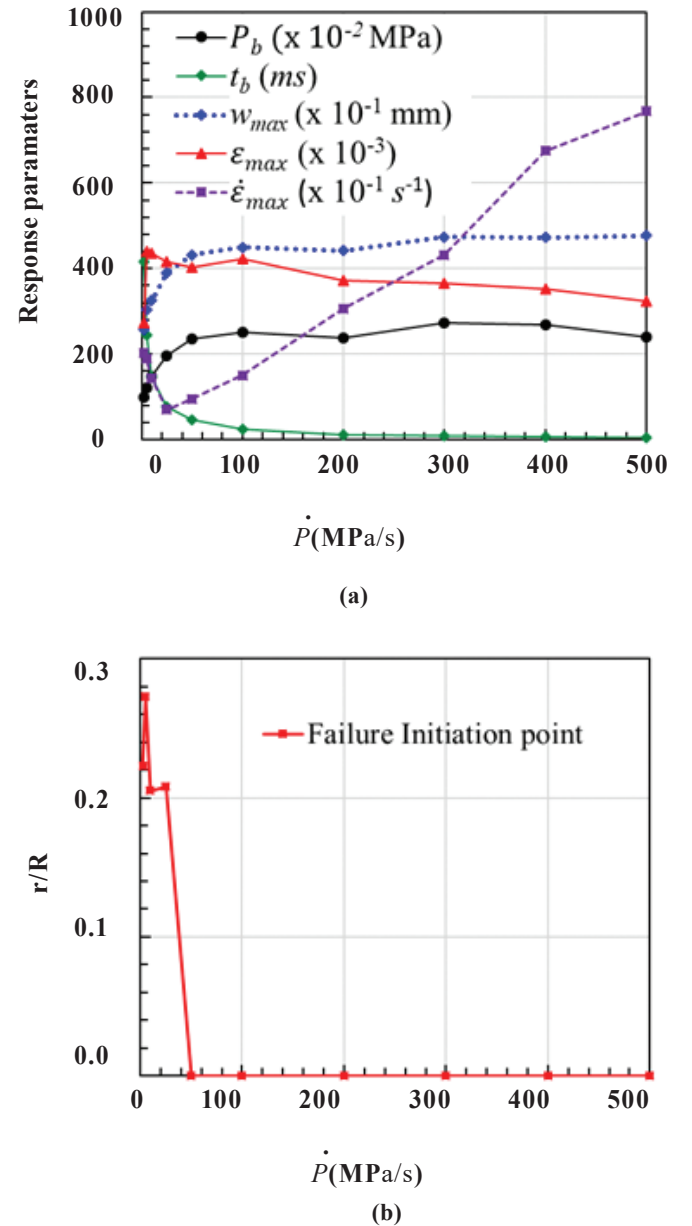 1000
800
600
400
200
0
Response paramaters
P_b (x 10⁻² MPa)
t_b (ms)
w_max (x 10⁻¹ mm)
ε_max (x 10⁻³)
ε̇_max (x 10⁻¹ s⁻¹)
0 100 200 300 400 500
Ṗ(MPa/s)
(a)
0.3
0.2
0.1
0.0
r/R
Failure Initiation point
0 100 200 300 400 500
Ṗ(MPa/s)
(b)